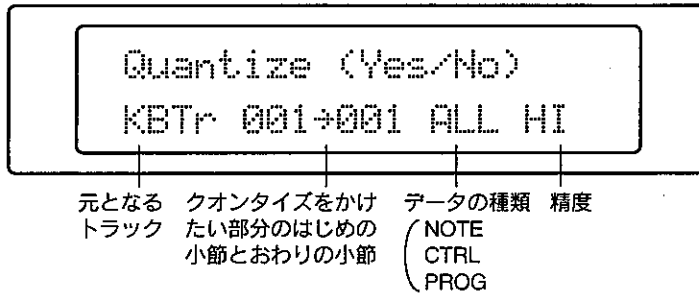 Quantize (Yes/No)
KBTr 001→001 ALL HI
元となる
トラック
クオンタイズをかけ
たい部分のはじめの
小節とおわりの小節
データの種類
NOTE
CTRL
PROG
精度